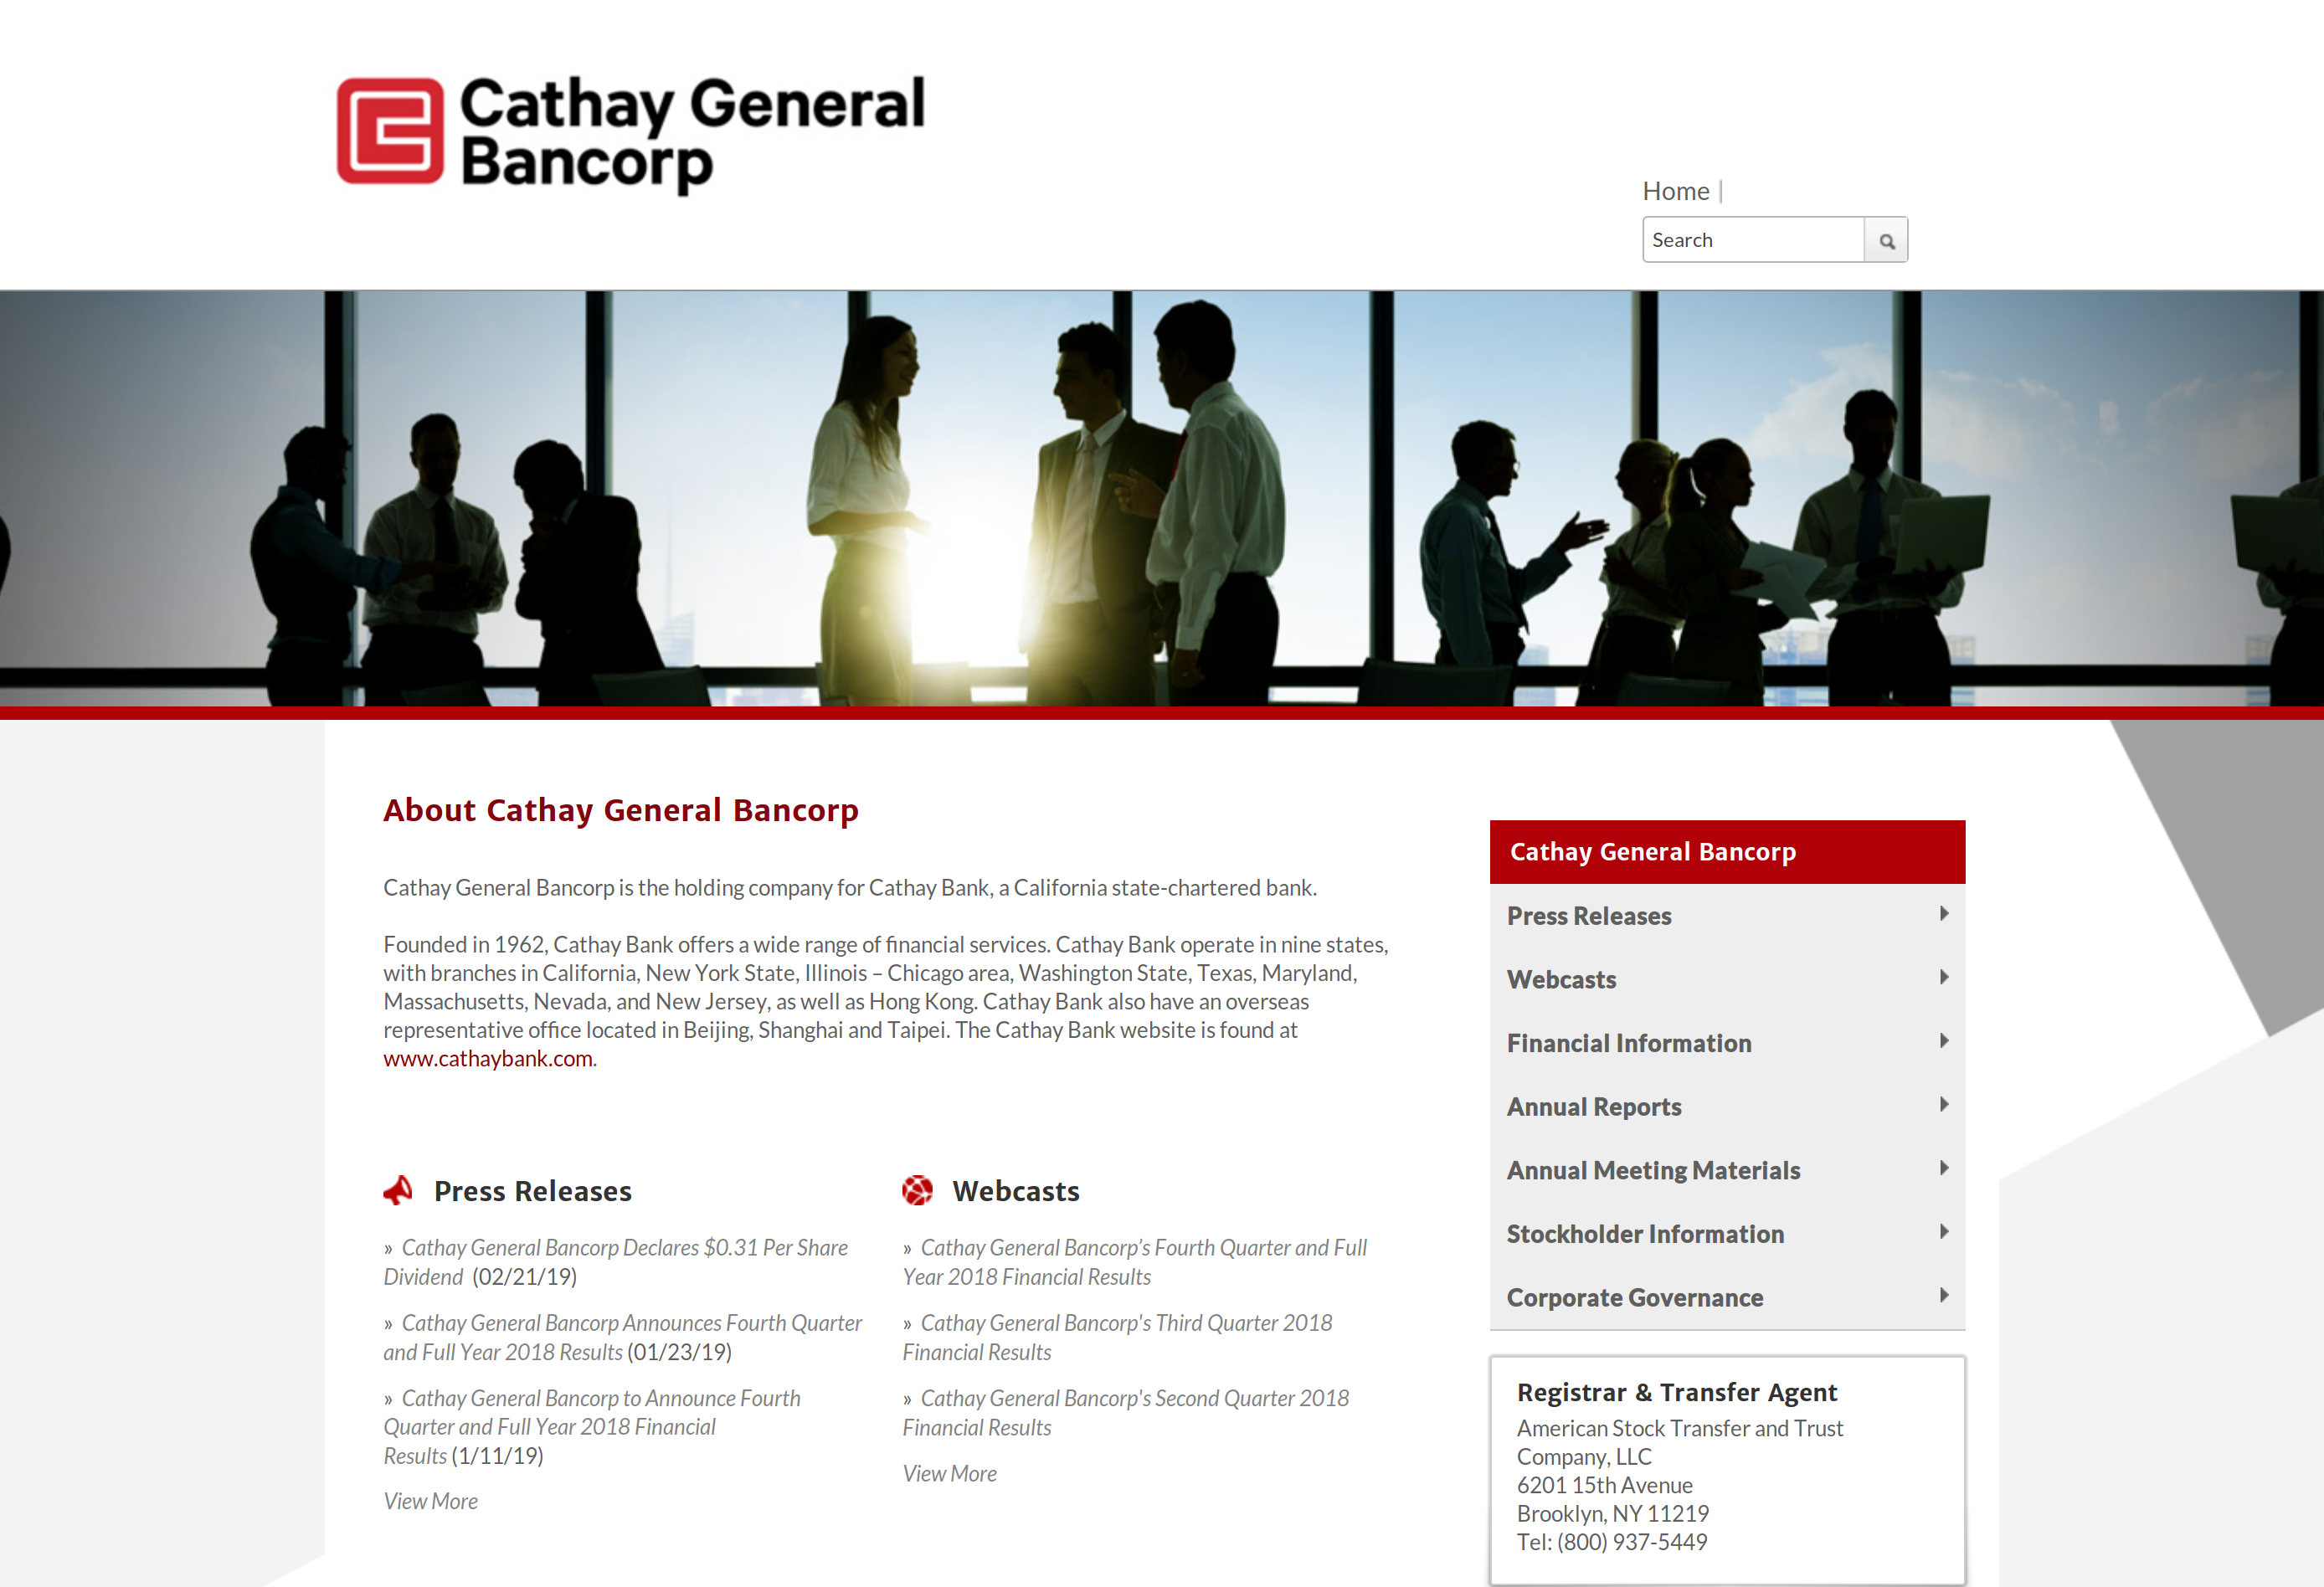 Cathay General
Bancorp
Home |
Search
About Cathay General Bancorp
Cathay General Bancorp is the holding company for Cathay Bank, a California state-chartered bank.
Founded in 1962, Cathay Bank offers a wide range of financial services. Cathay Bank operate in nine states,
with branches in California, New York State, Illinois – Chicago area, Washington State, Texas, Maryland,
Massachusetts, Nevada, and New Jersey, as well as Hong Kong. Cathay Bank also have an overseas
representative office located in Beijing, Shanghai and Taipei. The Cathay Bank website is found at
www.cathaybank.com.
Press Releases
» Cathay General Bancorp Declares $0.31 Per Share
Dividend (02/21/19)
» Cathay General Bancorp Announces Fourth Quarter
and Full Year 2018 Results (01/23/19)
» Cathay General Bancorp to Announce Fourth
Quarter and Full Year 2018 Financial
Results (1/11/19)
View More
Webcasts
» Cathay General Bancorp’s Fourth Quarter and Full
Year 2018 Financial Results
» Cathay General Bancorp's Third Quarter 2018
Financial Results
» Cathay General Bancorp's Second Quarter 2018
Financial Results
View More
Cathay General Bancorp
Press Releases
Webcasts
Financial Information
Annual Reports
Annual Meeting Materials
Stockholder Information
Corporate Governance
Registrar & Transfer Agent
American Stock Transfer and Trust
Company, LLC
6201 15th Avenue
Brooklyn, NY 11219
Tel: (800) 937-5449